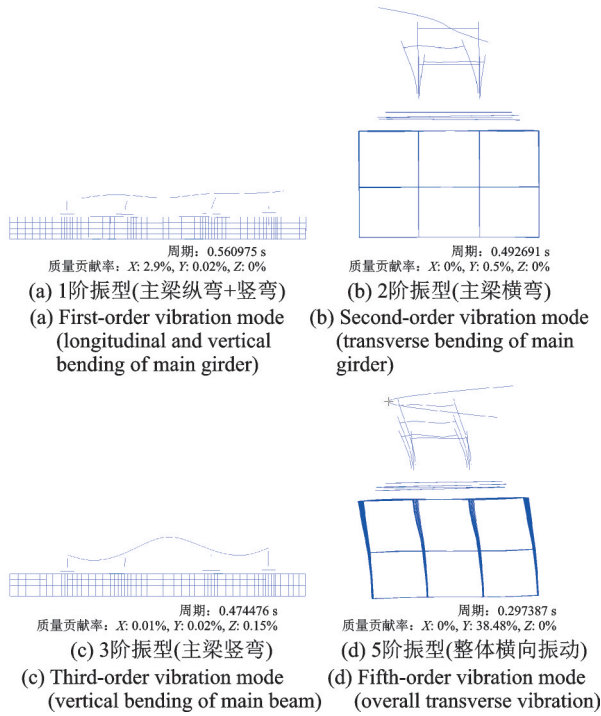 周期：0.560975 s
质量贡献率：X: 2.9%, Y: 0.02%, Z: 0%
(a) 1阶振型(主梁纵弯+竖弯)
(a) First-order vibration mode
(longitudinal and vertical
bending of main girder)
周期：0.492691 s
质量贡献率：X: 0%, Y: 0.5%, Z: 0%
(b) 2阶振型(主梁横弯)
(b) Second-order vibration mode
(transverse bending of main
girder)
周期：0.474476 s
质量贡献率：X: 0.01%, Y: 0.02%, Z: 0.15%
(c) 3阶振型(主梁竖弯)
(c) Third-order vibration mode
(vertical bending of main beam)
周期：0.297387 s
质量贡献率：X: 0%, Y: 38.48%, Z: 0%
(d) 5阶振型(整体横向振动)
(d) Fifth-order vibration mode
(overall transverse vibration)